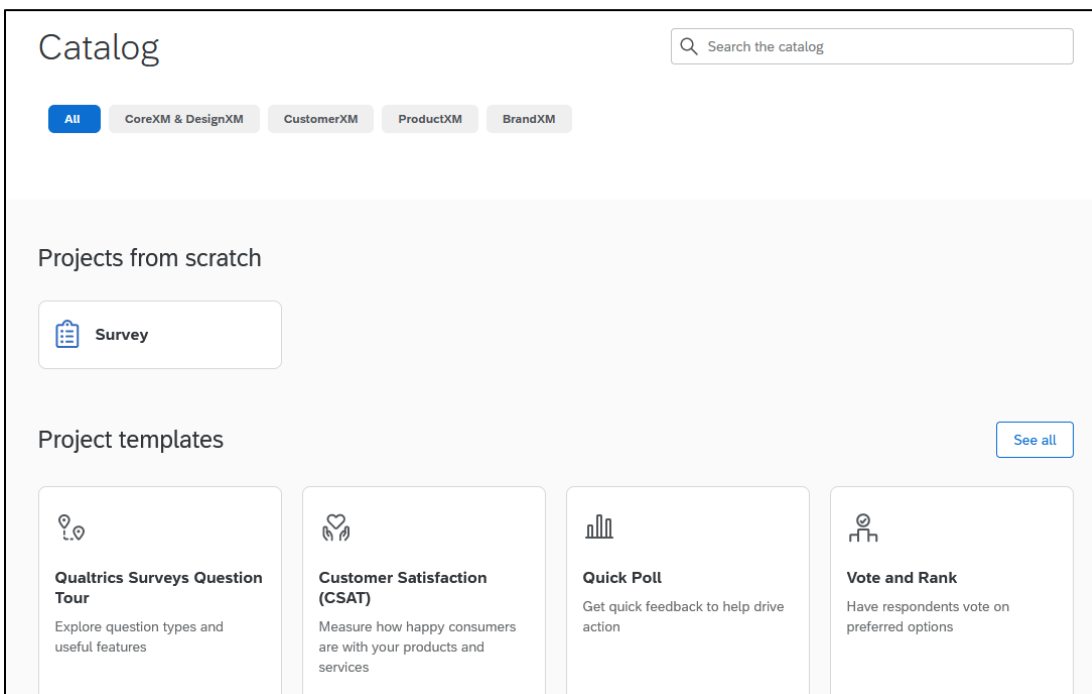 Catalog
Search the catalog
All CoreXM & DesignXM CustomerXM ProductXM BrandXM
Projects from scratch
Survey
Project templates
See all
Qualtrics Surveys Question
Tour
Explore question types and
useful features
Customer Satisfaction
(CSAT)
Measure how happy consumers
are with your products and
services
Quick Poll
Get quick feedback to help drive
action
Vote and Rank
Have respondents vote on
preferred options